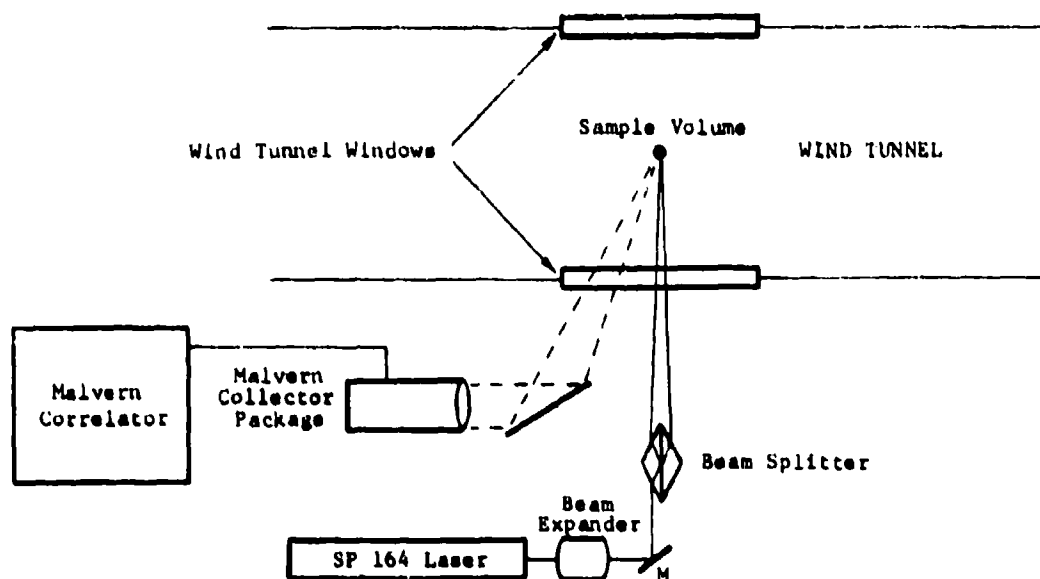 Sample Volume
Wind Tunnel Windows
WIND TUNNEL
Malvern
Correlator
Malvern
Collector
Package
Beam Splitter
Beam
Expander
SP 164 Laser
M